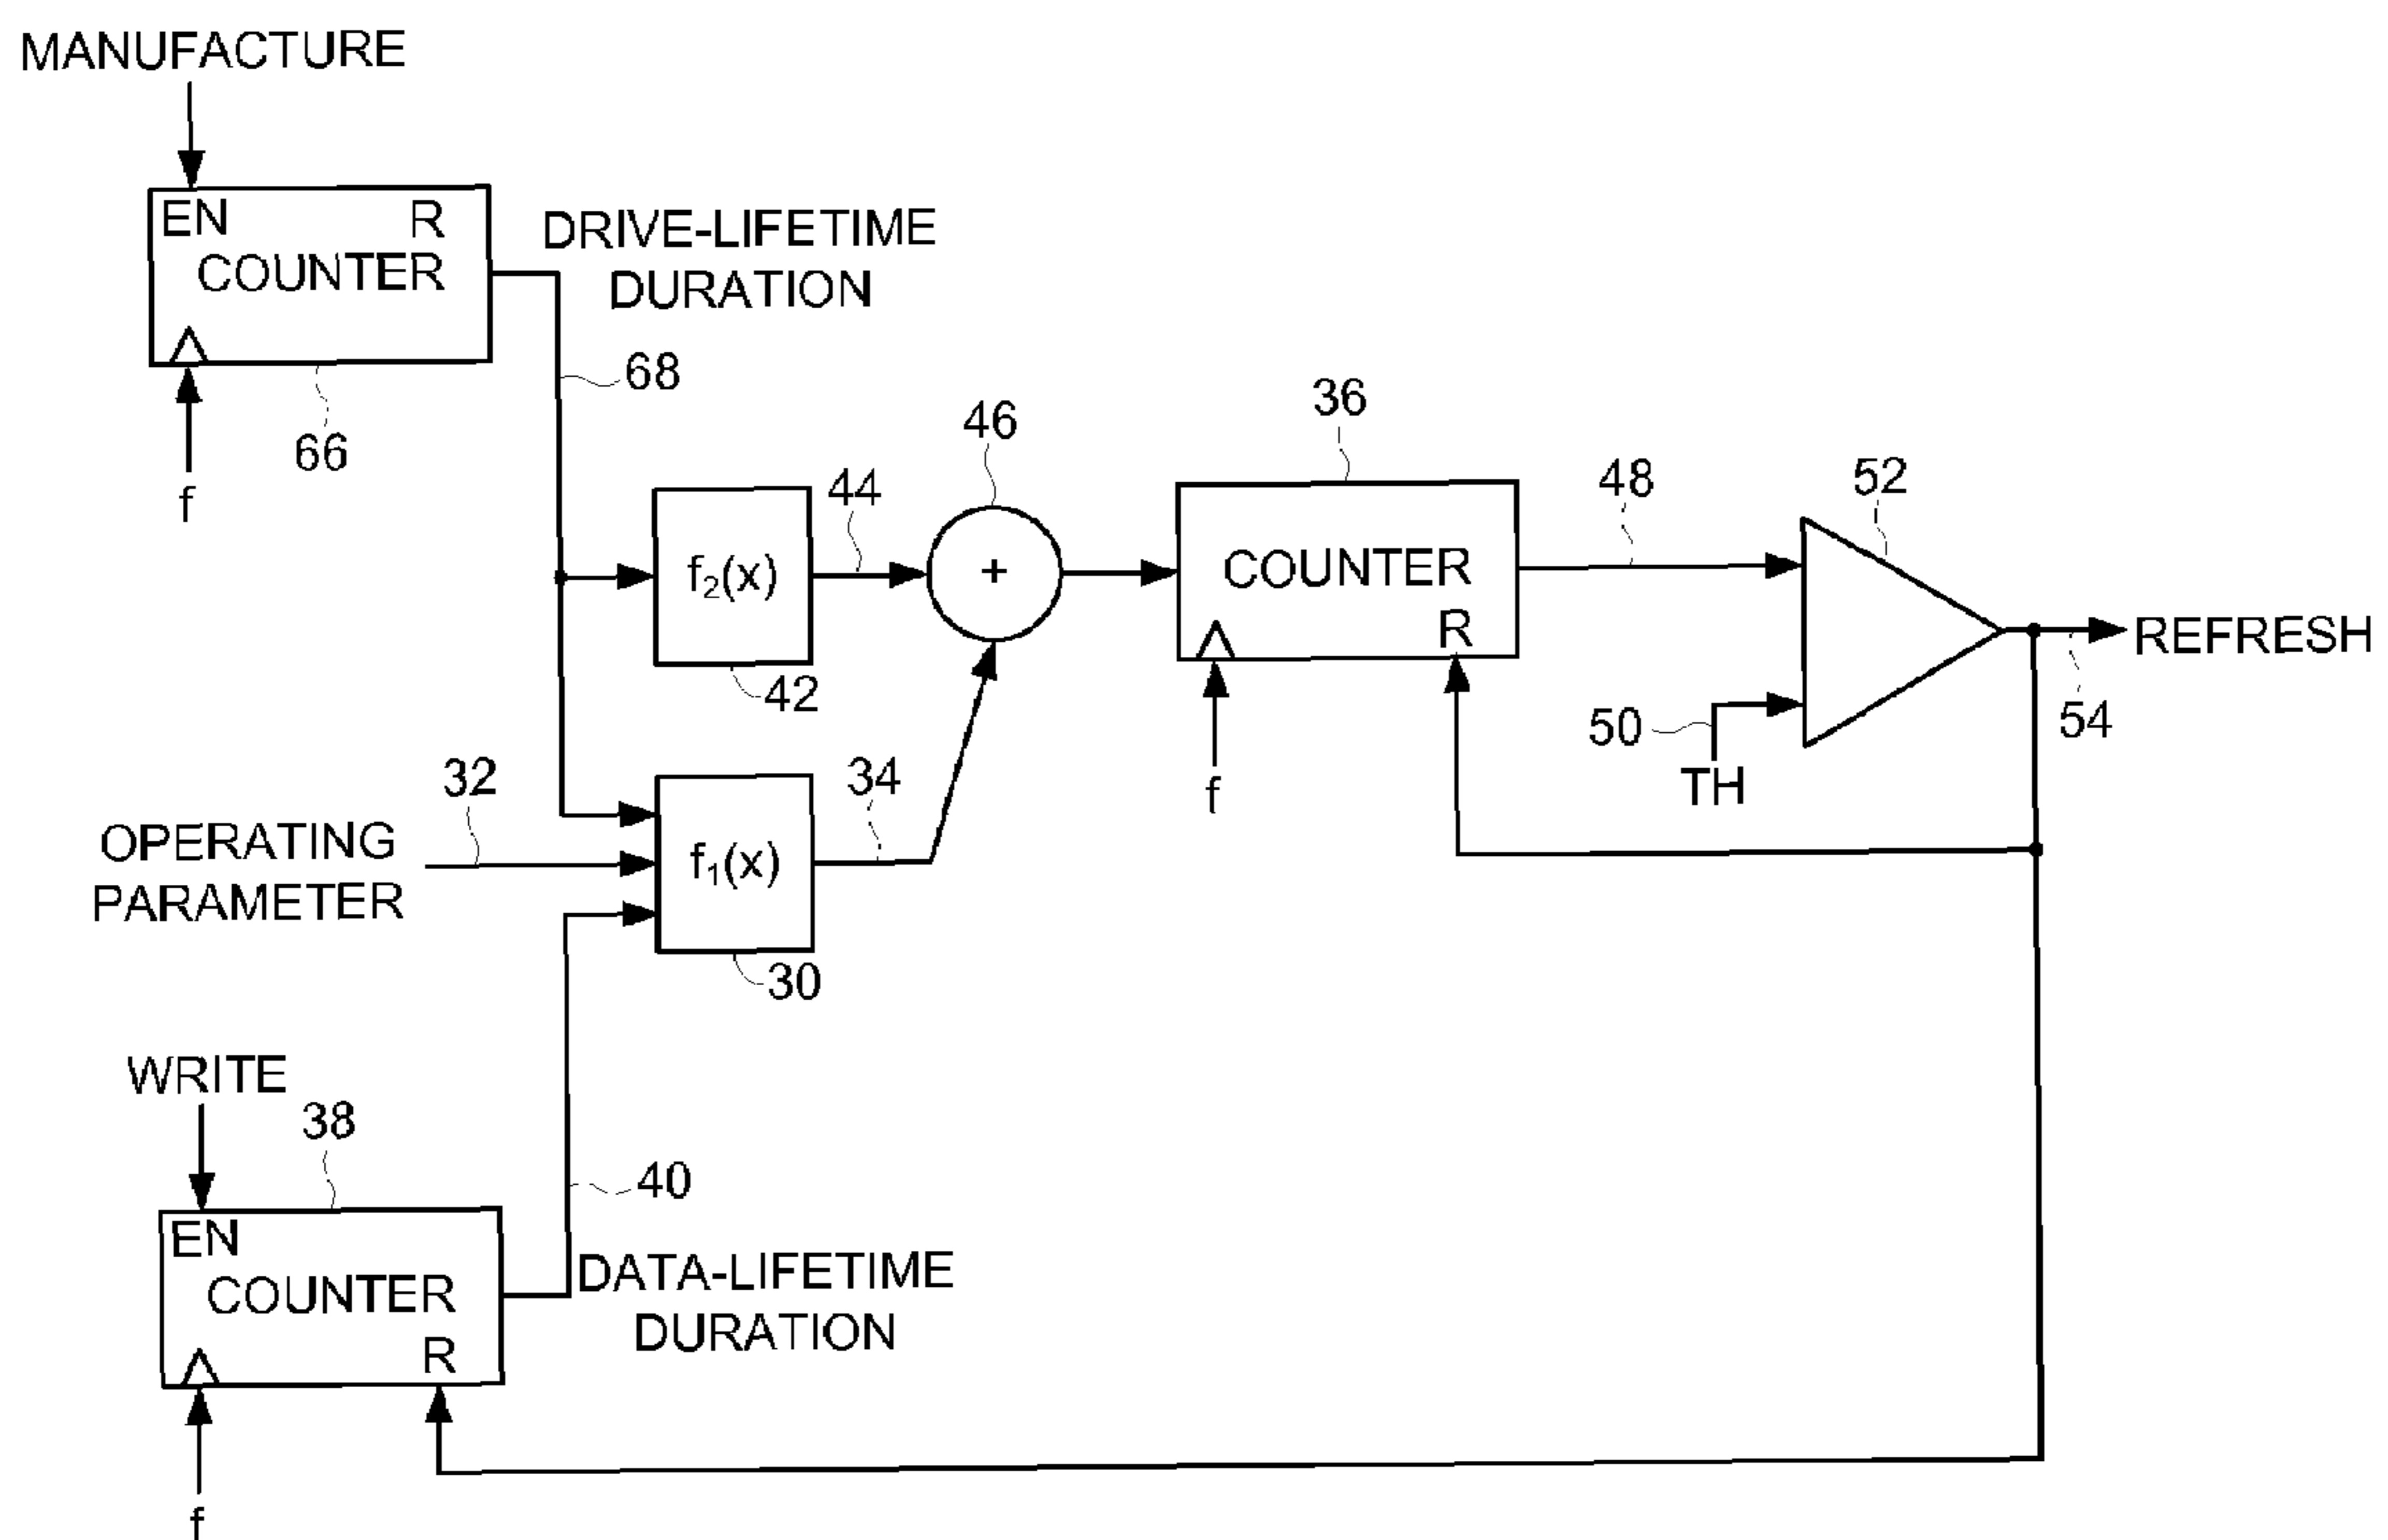 MANUFACTURE
EN R
COUNTER
f
66
DRIVE-LIFETIME
DURATION
68
f₂(x)
42
44
46
+
36
COUNTER
R
f
48
52
50
TH
REFRESH
54
32
OPERATING
PARAMETER
f₁(x)
30
34
WRITE
38
EN
COUNTER
R
f
40
DATA-LIFETIME
DURATION